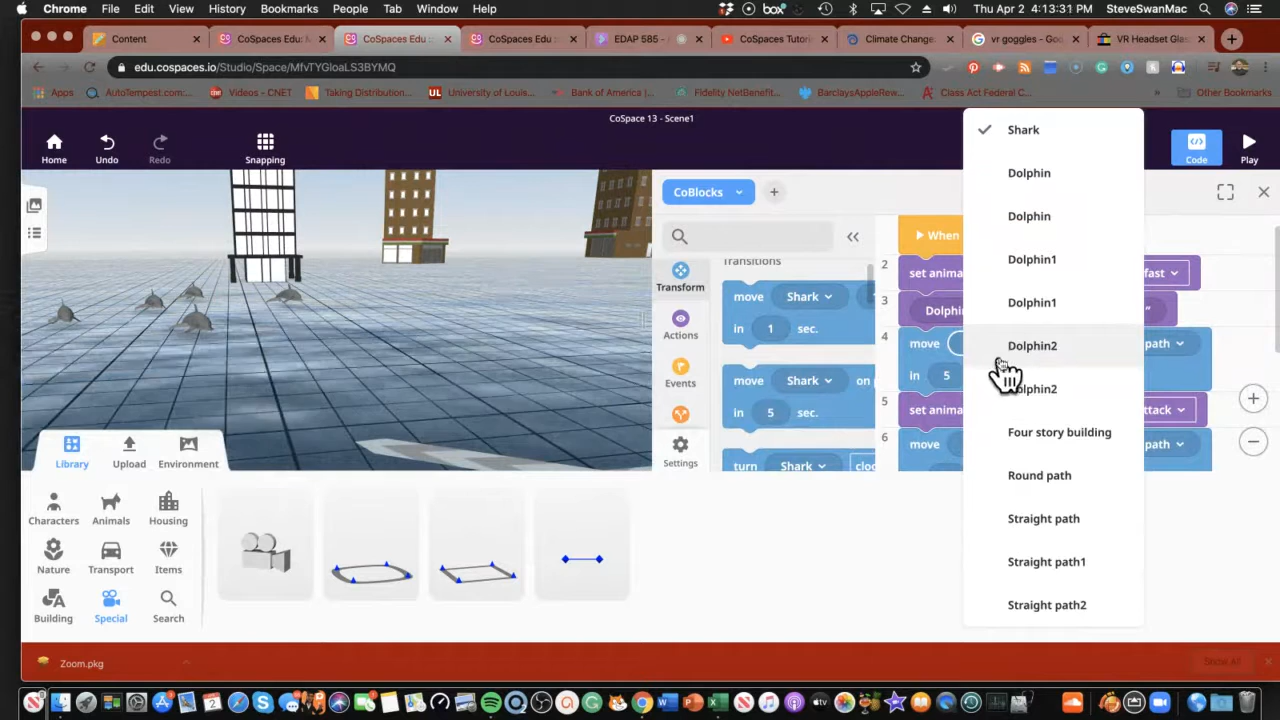 Chrome File Edit View History Bookmarks People Tab Window Help box Thu Apr 2 4:13:31 PM SteveSwanMac
Content CoSpaces Edu: M CoSpaces Edu CoSpaces Edu EDAP 585 - CoSpaces Tutori Climate Change vr goggles - Goo VR Headset Glas
edu.cospaces.io/Studio/Space/MfvTYGloaLS3BYMQ
Apps AutoTempest.com:... Videos - CNET Taking Distribution... University of Louis... Bank of America |... Fidelity NetBenefit... BarclaysAppleRew... Class Act Federal C... Other Bookmarks
CoSpace 13 - Scene1
Home Undo Redo Snapping Code Play
CoBlocks
Transform
Actions
Events
Settings
Transitions
move Shark
in 1 sec.
move Shark on p
in 5 sec.
turn Shark cloc
When
2 set anima fast
3 Dolphin ”
4 move path
in 5
5 set anima ttack
6 move path
Shark
Dolphin
Dolphin
Dolphin1
Dolphin1
Dolphin2
olphin2
Four story building
Round path
Straight path
Straight path1
Straight path2
Library Upload Environment
Characters Animals Housing
Nature Transport Items
Building Special Search
Zoom.pkg
Show All